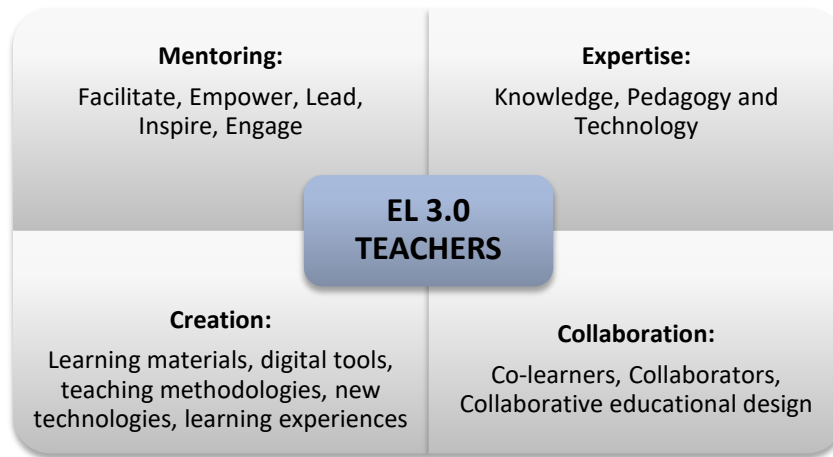 Mentoring:
Facilitate, Empower, Lead,
Inspire, Engage
Expertise:
Knowledge, Pedagogy and
Technology
EL 3.0
TEACHERS
Creation:
Learning materials, digital tools,
teaching methodologies, new
technologies, learning experiences
Collaboration:
Co-learners, Collaborators,
Collaborative educational design